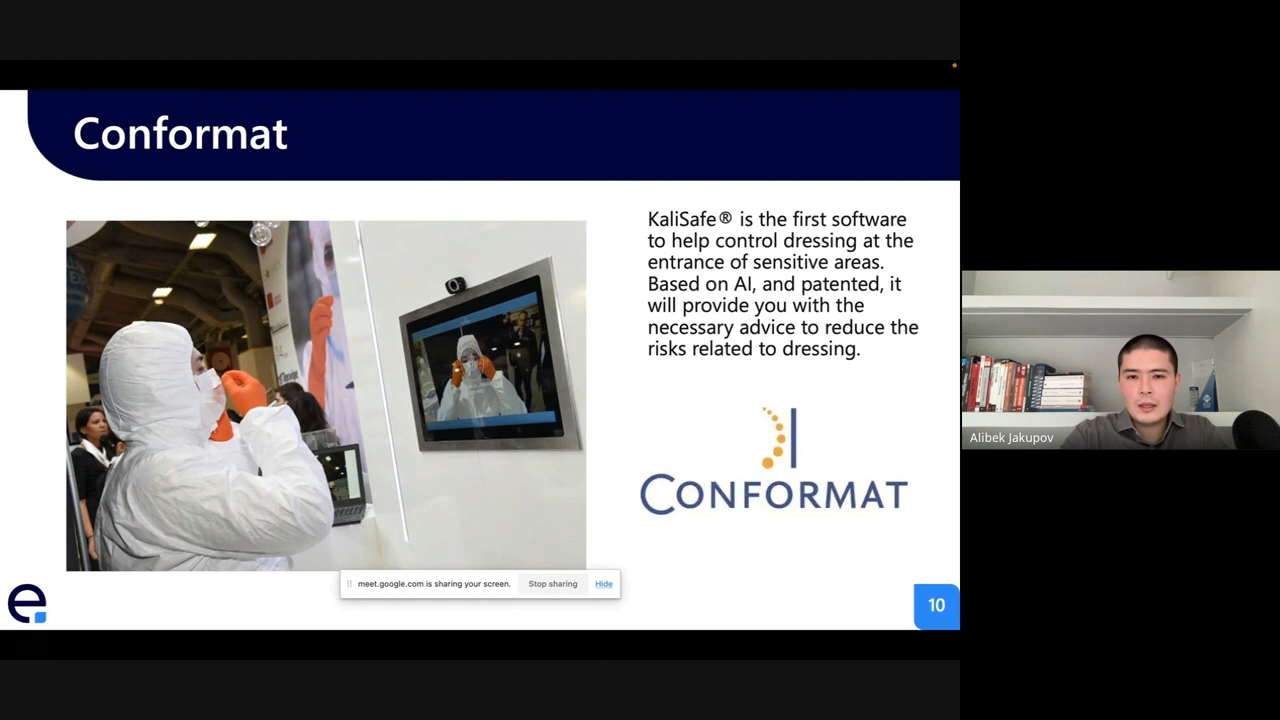 Conformat
KaliSafe® is the first software
to help control dressing at the
entrance of sensitive areas.
Based on AI, and patented, it
will provide you with the
necessary advice to reduce the
risks related to dressing.
CONFORMAT
meet.google.com is sharing your screen.
Stop sharing
Hide
10
Alibek Jakupov